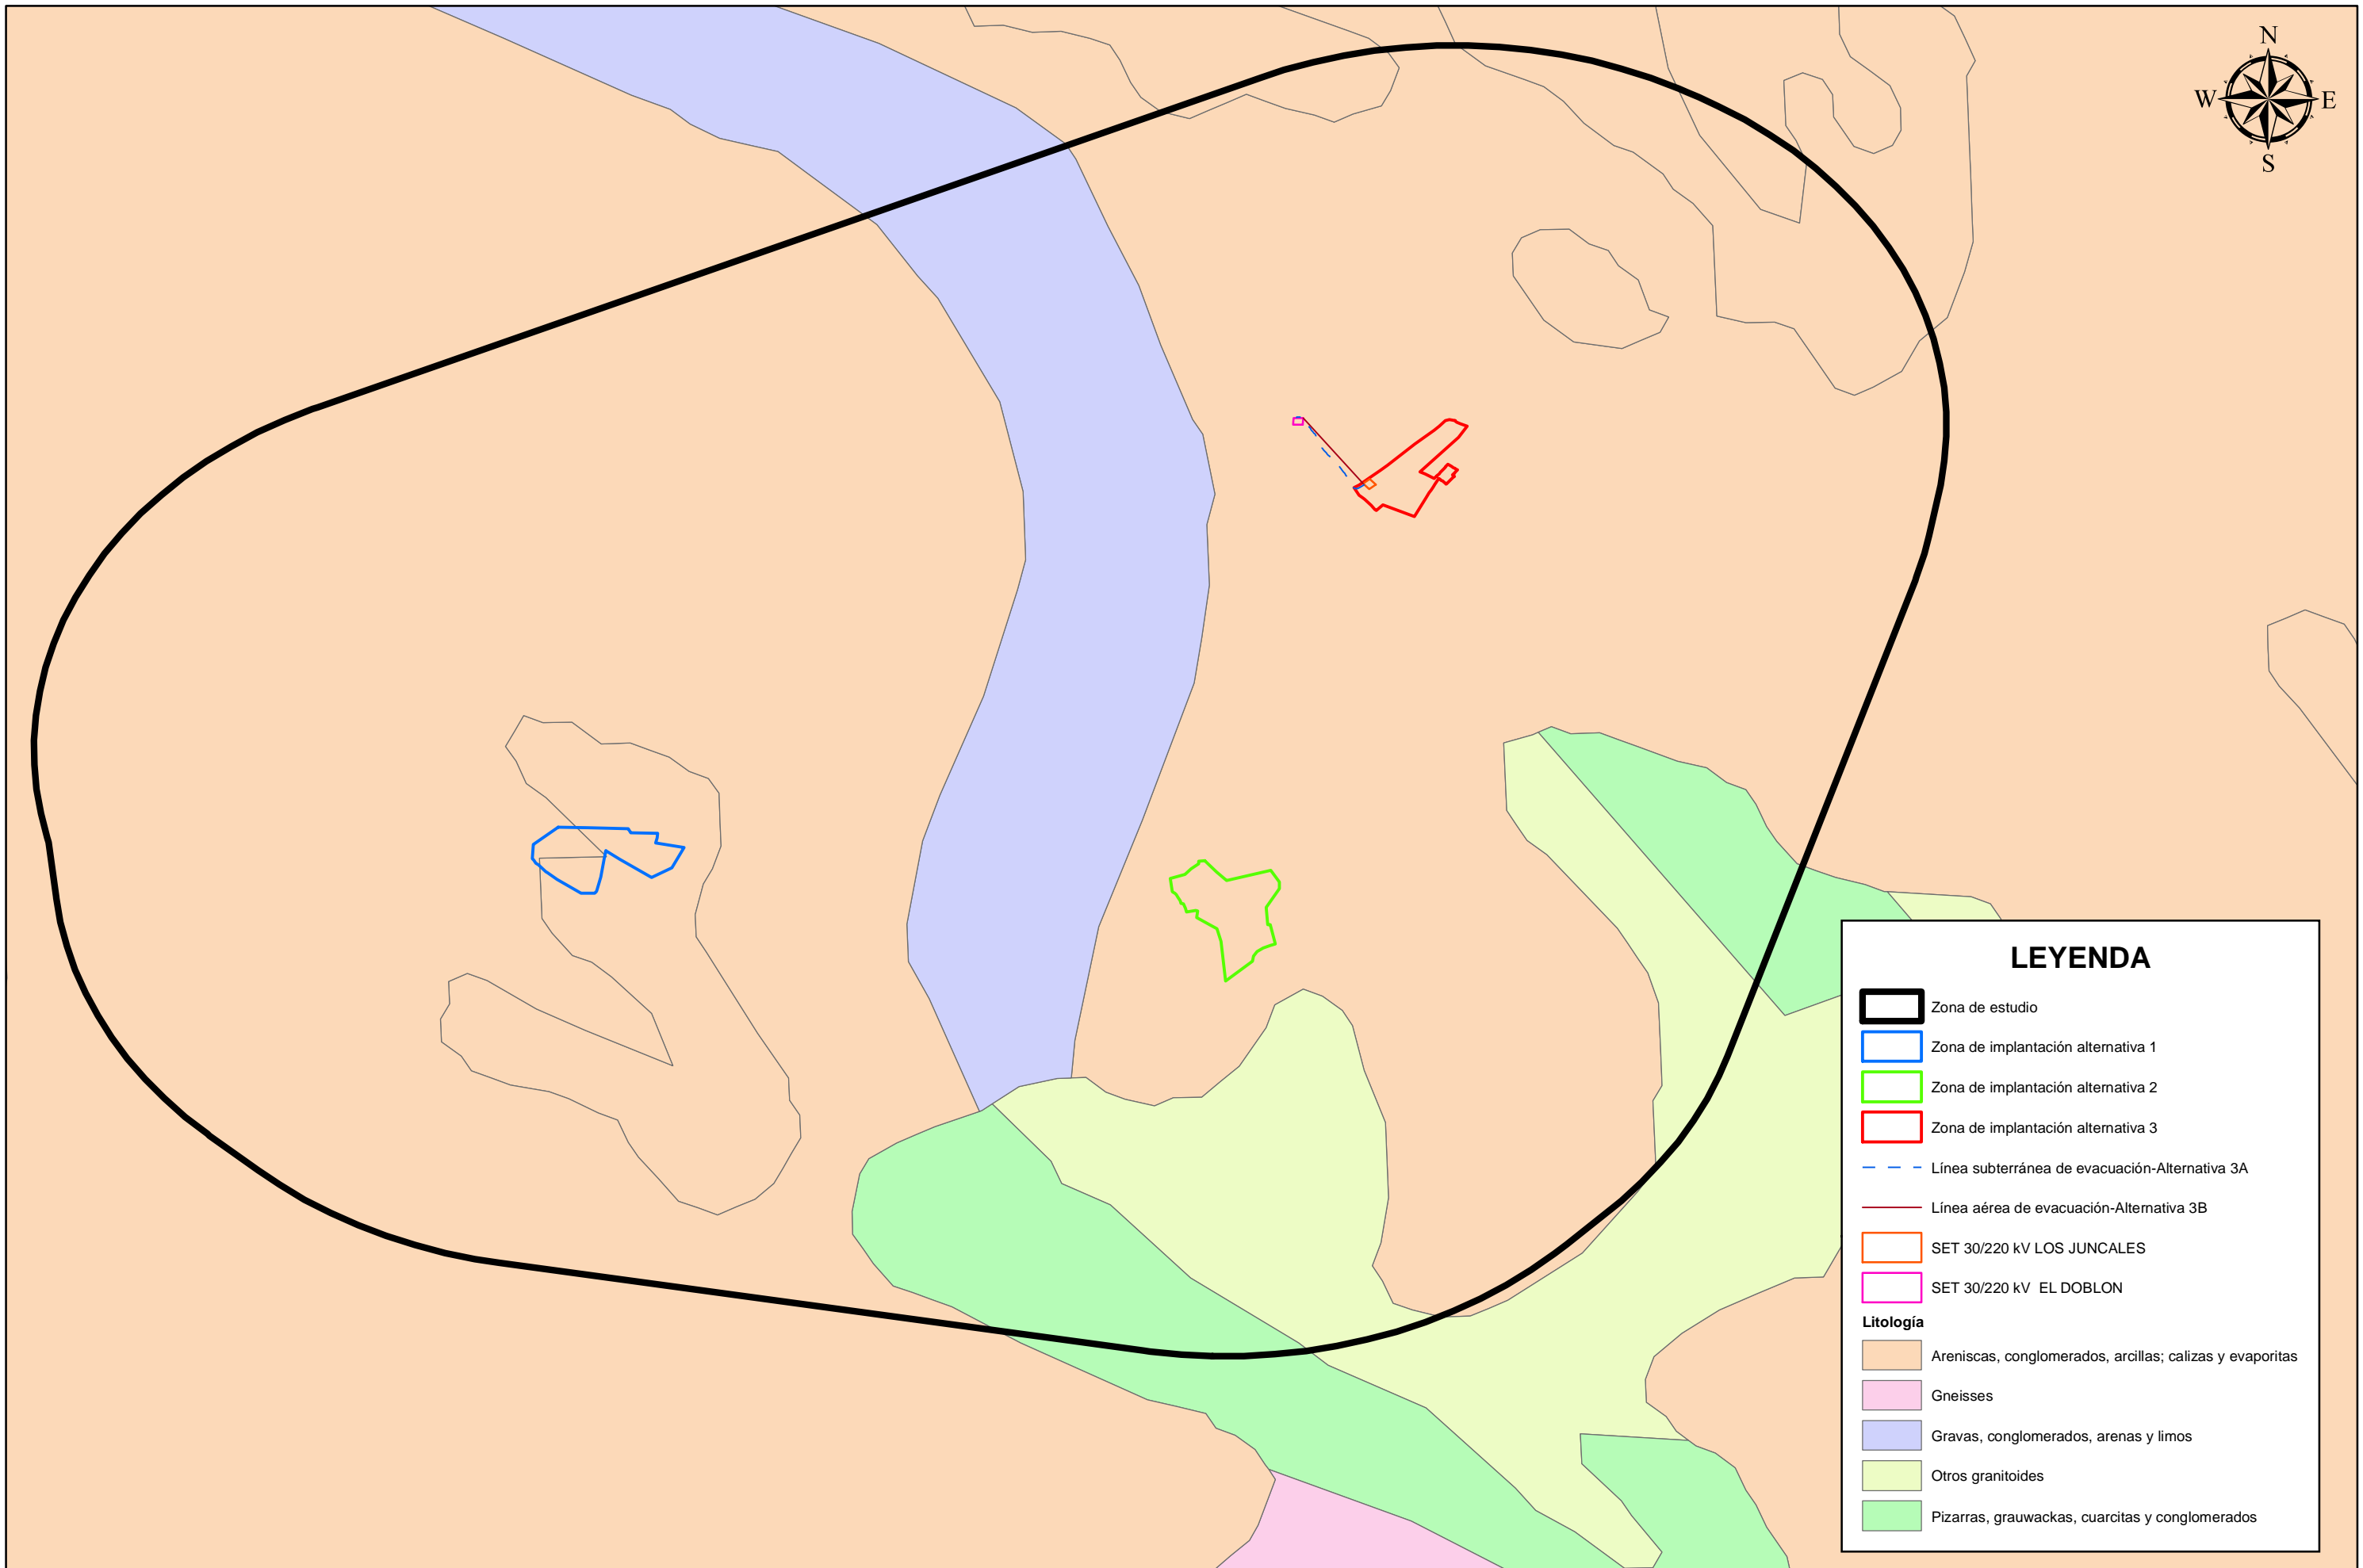 N
W E
S
LEYENDA
Zona de estudio
Zona de implantación alternativa 1
Zona de implantación alternativa 2
Zona de implantación alternativa 3
Línea subterránea de evacuación-Alternativa 3A
Línea aérea de evacuación-Alternativa 3B
SET 30/220 kV LOS JUNCALES
SET 30/220 kV EL DOBLON
Litología
Areniscas, conglomerados, arcillas; calizas y evaporitas
Gneisses
Gravas, conglomerados, arenas y limos
Otros granitoides
Pizarras, grauwackas, cuarcitas y conglomerados